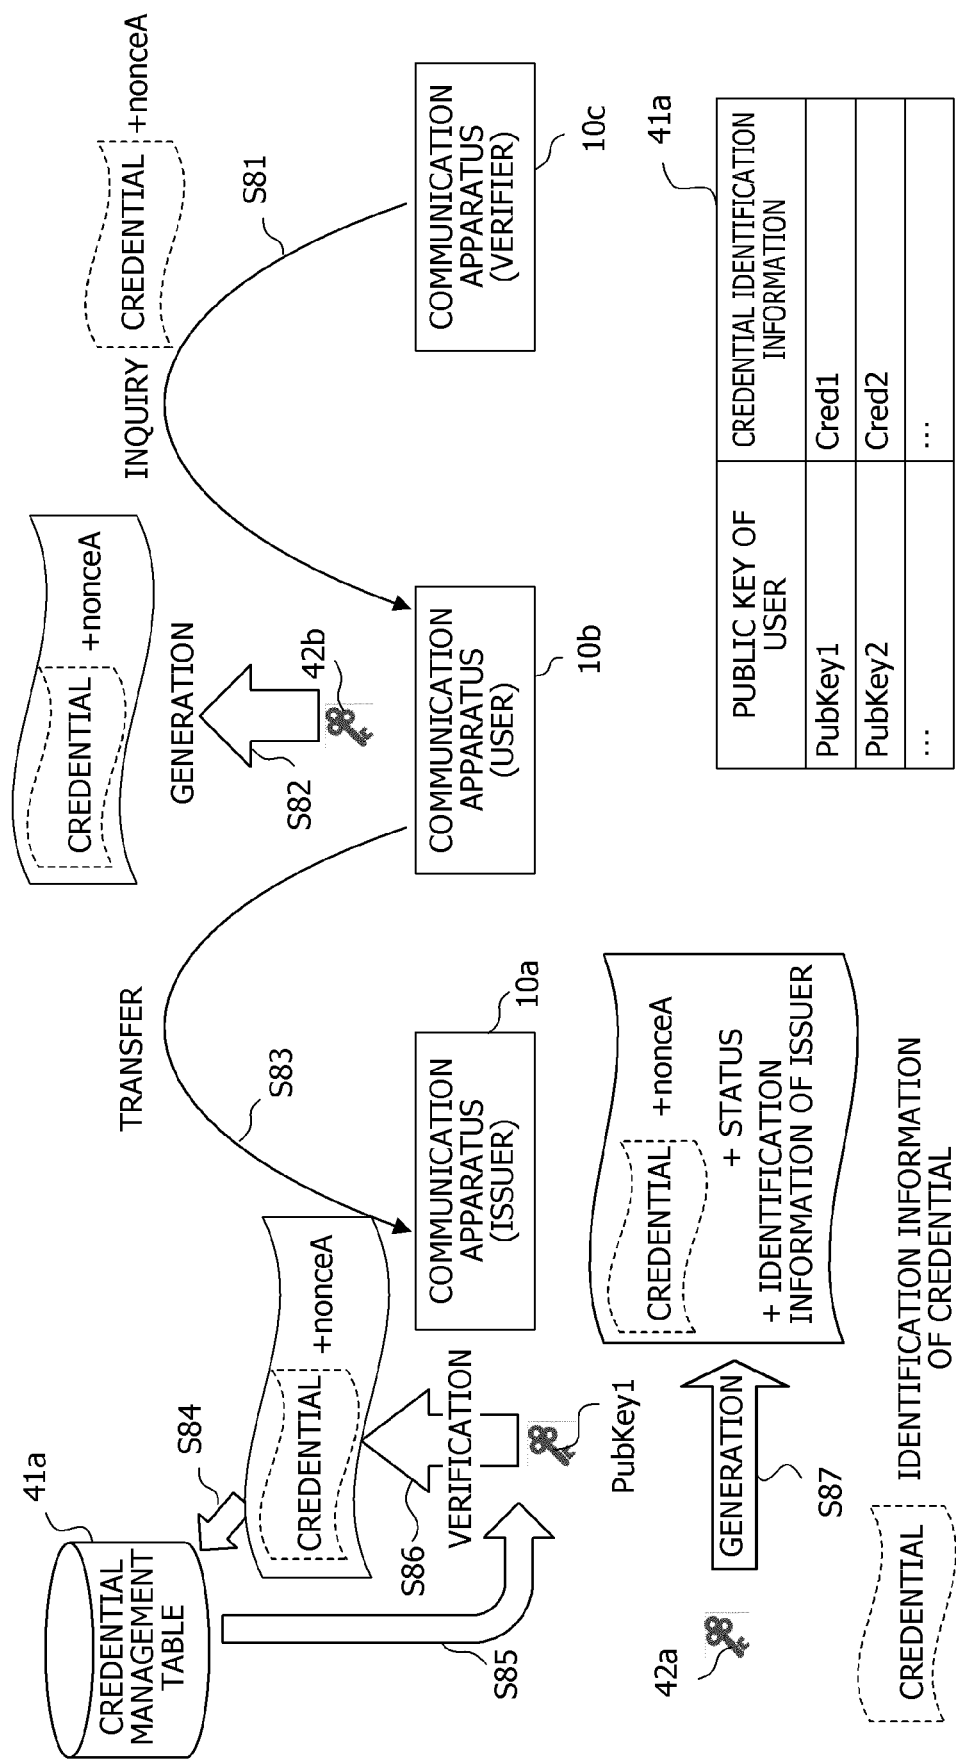 41a
CREDENTIAL
MANAGEMENT
TABLE
S84
CREDENTIAL
+nonceA
S86
VERIFICATION
S85
PubKey1
TRANSFER
S83
COMMUNICATION
APPARATUS
(ISSUER)
10a
CREDENTIAL
+nonceA
GENERATION
S82
42b
COMMUNICATION
APPARATUS
(USER)
10b
INQUIRY
CREDENTIAL
+nonceA
S81
COMMUNICATION
APPARATUS
(VERIFIER)
10c
42a
GENERATION
S87
CREDENTIAL
+nonceA
+ STATUS
+ IDENTIFICATION
INFORMATION OF ISSUER
CREDENTIAL
IDENTIFICATION INFORMATION
OF CREDENTIAL
41a
PUBLIC KEY OF
USER
CREDENTIAL IDENTIFICATION
INFORMATION
PubKey1
Cred1
PubKey2
Cred2
...
...